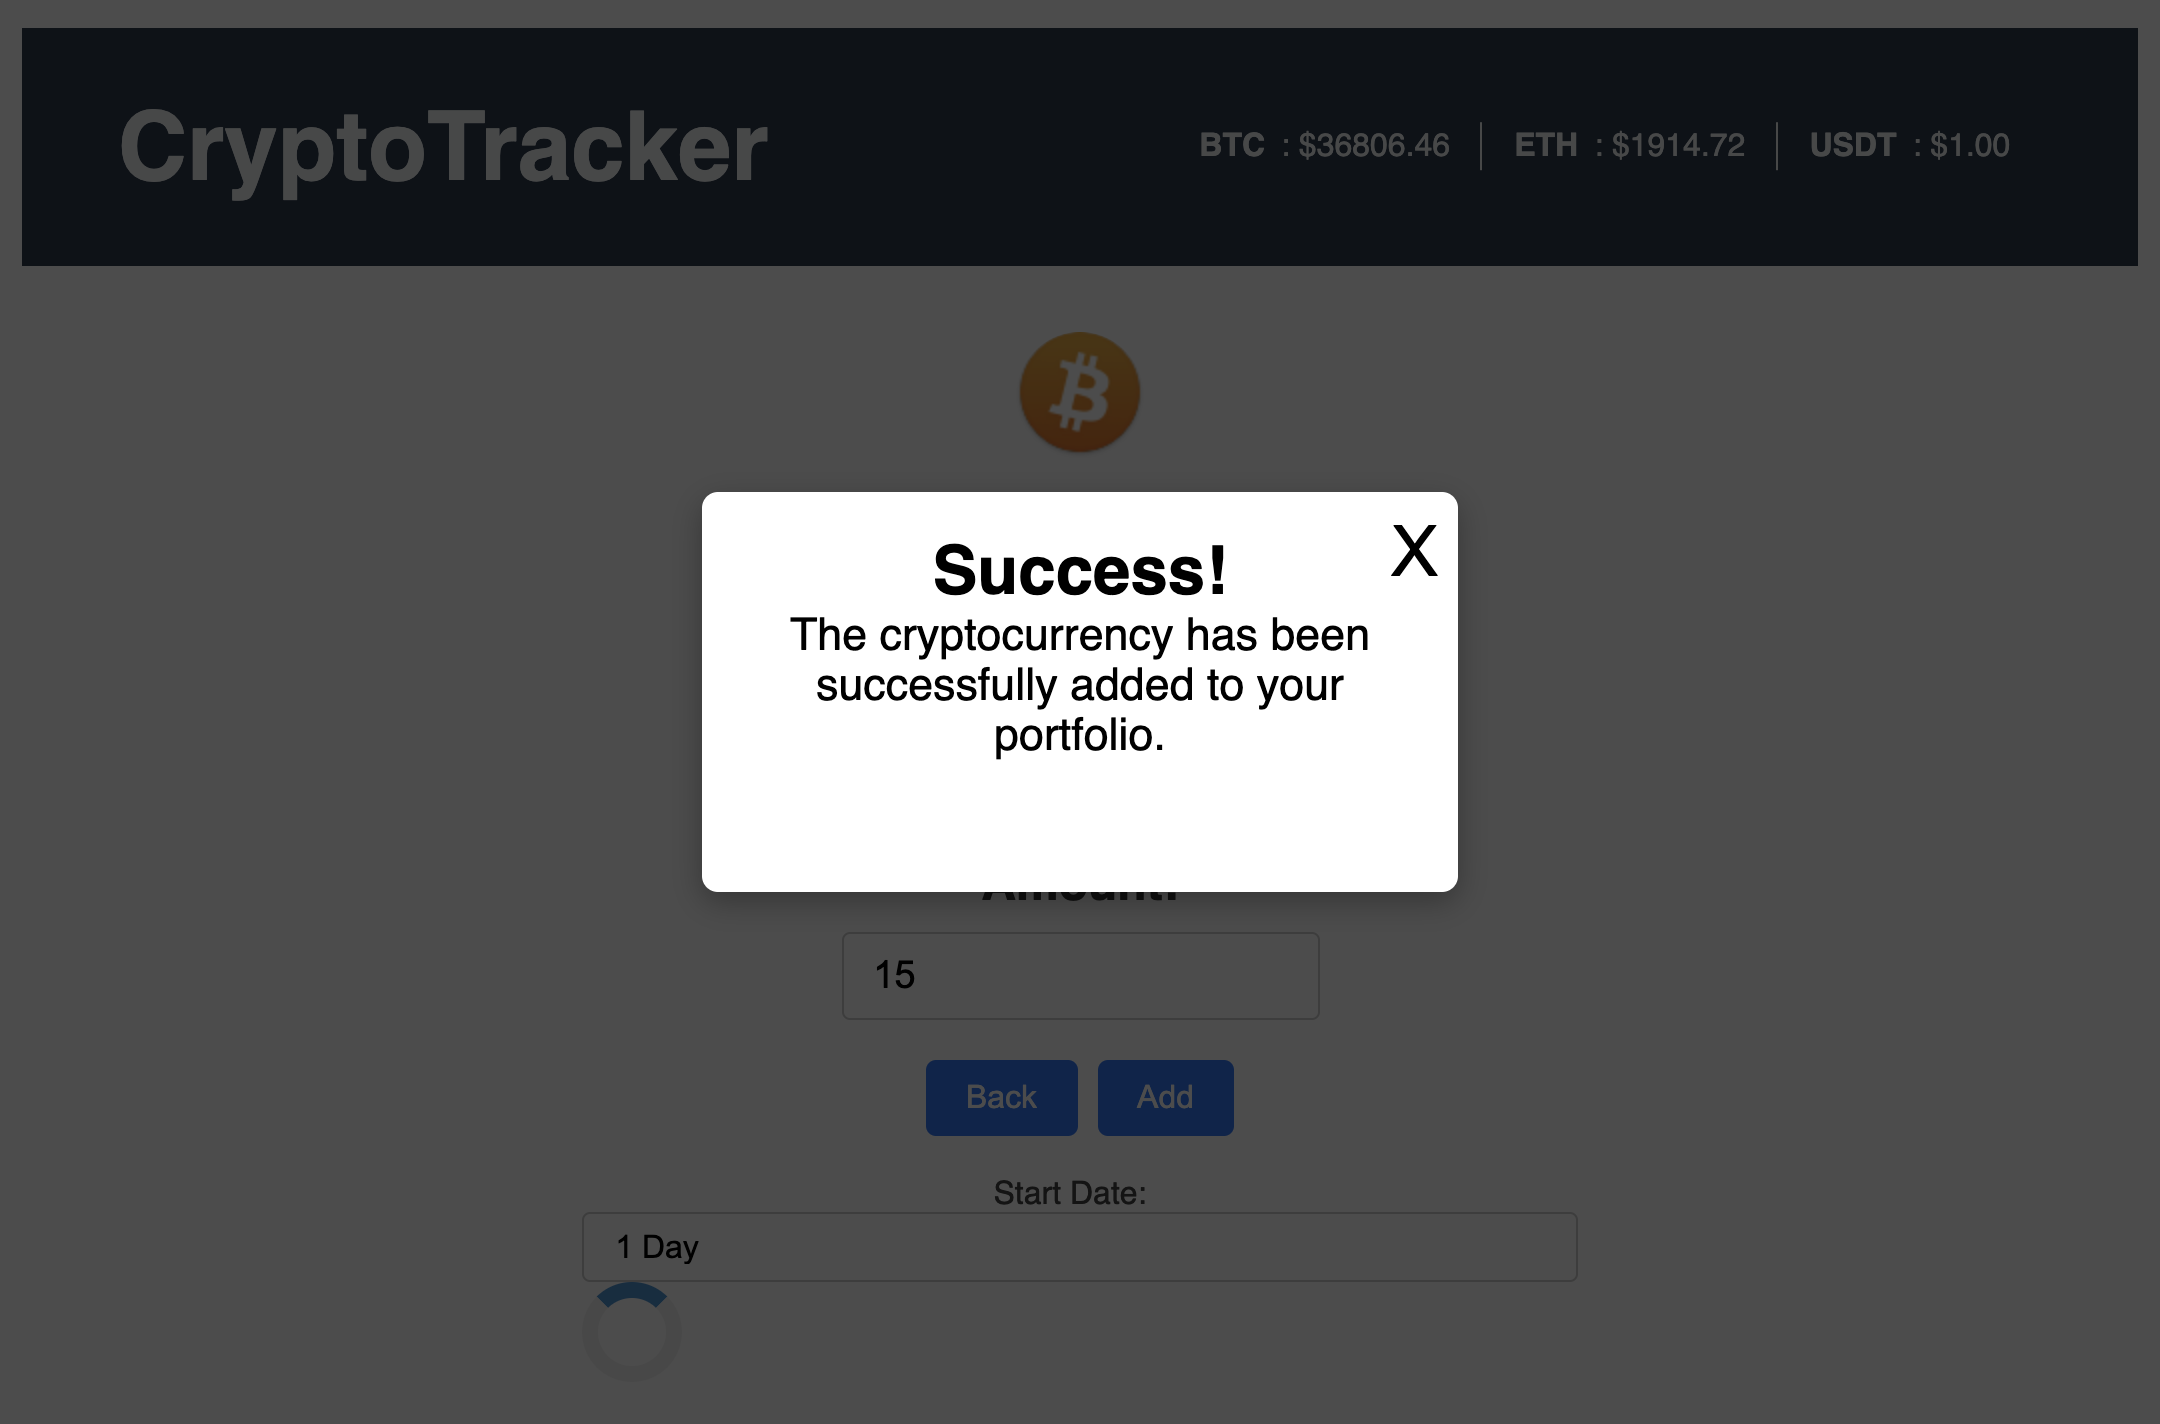 CryptoTracker
BTC : $36806.46 ETH : $1914.72 USDT : $1.00
Success!
X
The cryptocurrency has been
successfully added to your
portfolio.
Amount:
15
Back Add
Start Date:
1 Day